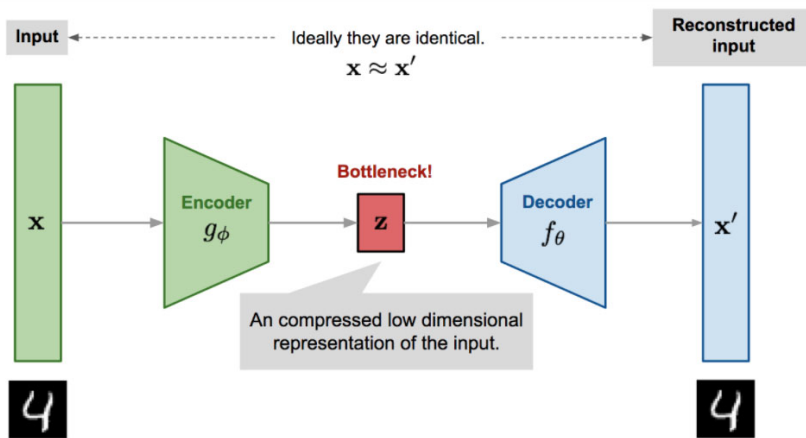 Input
Ideally they are identical.
x ≈ x′
Reconstructed
input
Bottleneck!
x
Encoder
gϕ
z
Decoder
fθ
x′
An compressed low dimensional
representation of the input.
4
4